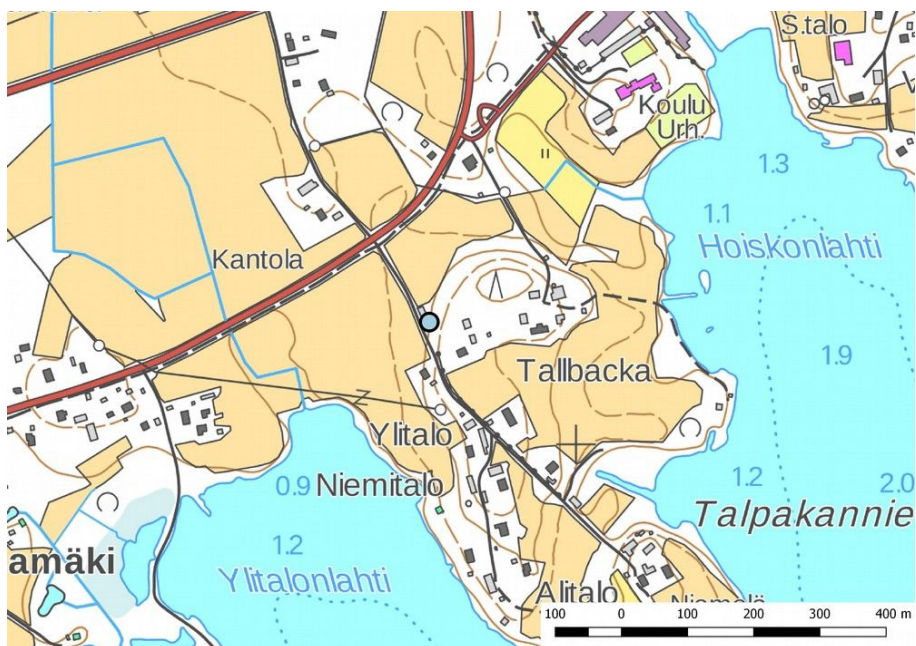 S.talo
Koulu
Urh.
1.3
1.1
Hoiskonlahti
Kantola
1.9
Tallbacka
Ylitalo
0.9
Niemitalo
1.2
2.0
Talpakannie
1.2
amäki
Ylitalonlahti
Alitalo
Niemelä
100 0 100 200 300 400 m